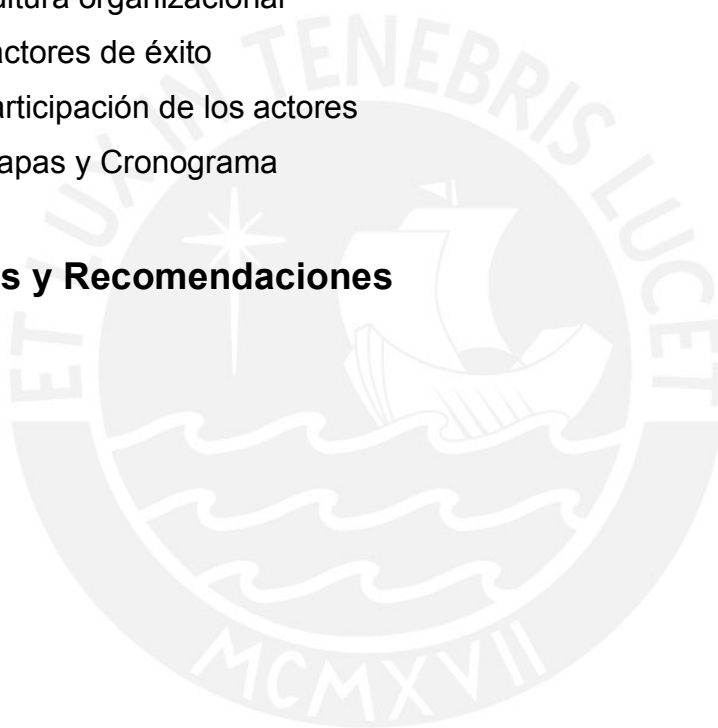 ultura organizacional
actores de éxito
articipación de los actores
apas y Cronograma
s y Recomendaciones
ET LUX IN TENEBRIS LUCET
MCMXVII